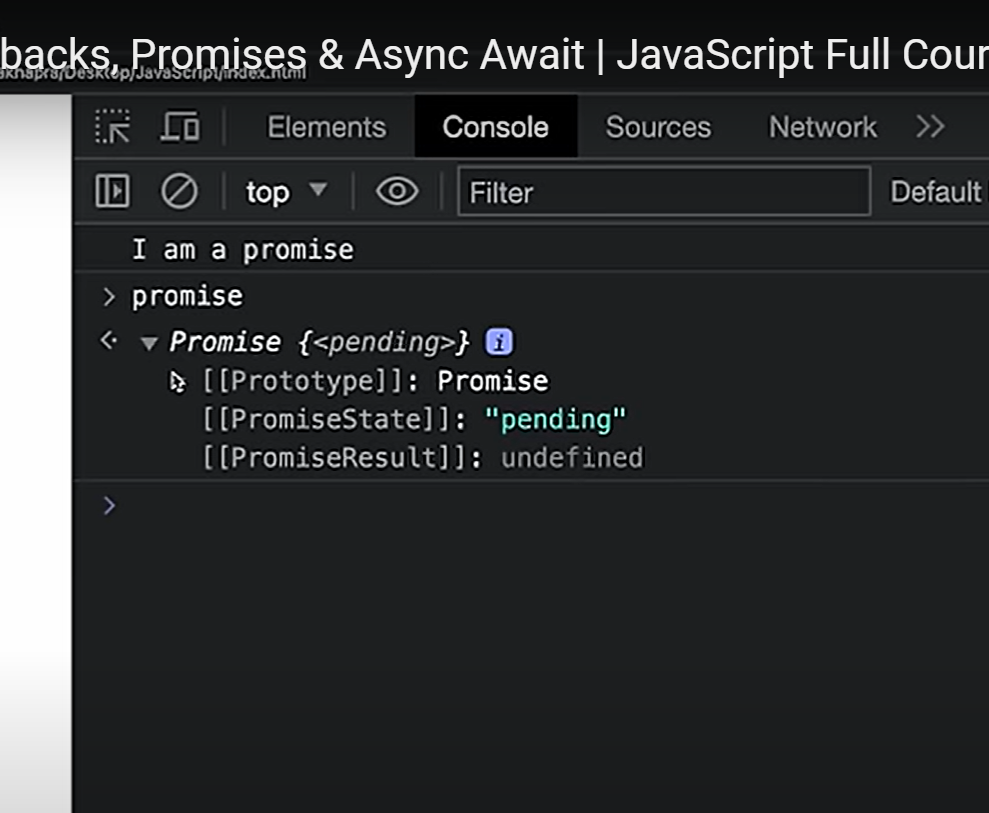 backs, Promises & Async Await | JavaScript Full Cour
/Desktop/JavaScript/index.html
Elements Console Sources Network >>
top Filter Default
I am a promise
> promise
Promise {<pending>} i
[[Prototype]]: Promise
[[PromiseState]]: "pending"
[[PromiseResult]]: undefined
>